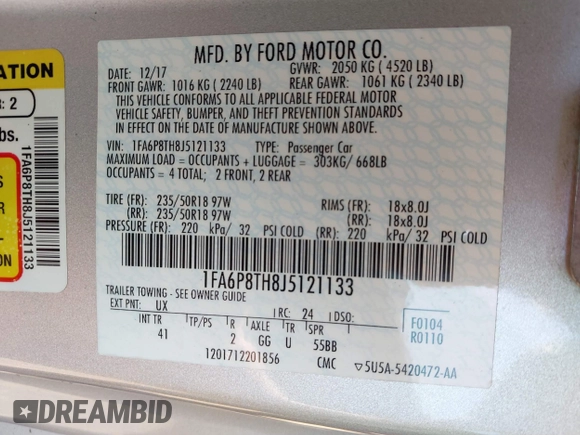 ATION
: 2
bs.
1FA6P8TH8J5121133
S
R
ON
MFD. BY FORD MOTOR CO.
DATE: 12/17 GVWR: 2050 KG ( 4520 LB)
FRONT GAWR: 1016 KG ( 2240 LB) REAR GAWR: 1061 KG ( 2340 LB)
THIS VEHICLE CONFORMS TO ALL APPLICABLE FEDERAL MOTOR
VEHICLE SAFETY, BUMPER, AND THEFT PREVENTION STANDARDS
IN EFFECT ON THE DATE OF MANUFACTURE SHOWN ABOVE.
VIN: 1FA6P8TH8J5121133 TYPE: Passenger Car
MAXIMUM LOAD = OCCUPANTS + LUGGAGE = 303KG/ 668LB
OCCUPANTS = 4 TOTAL; 2 FRONT, 2 REAR
TIRE (FR): 235/50R18 97W RIMS (FR): 18x8.0J
(RR): 235/50R18 97W (RR): 18x8.0J
PRESSURE (FR): 220 kPa/ 32 PSI COLD (RR): 220 kPa/ 32 PSI COLD
1FA6P8TH8J5121133
TRAILER TOWING - SEE OWNER GUIDE
EXT PNT: UX RC: 24 DSO:
INT TR TP/PS R AXLE TR SPR
41 2 GG U 55BB
F0104
R0110
1201712201856 CMC ▽5U5A-5420472-AA
DREAMBID